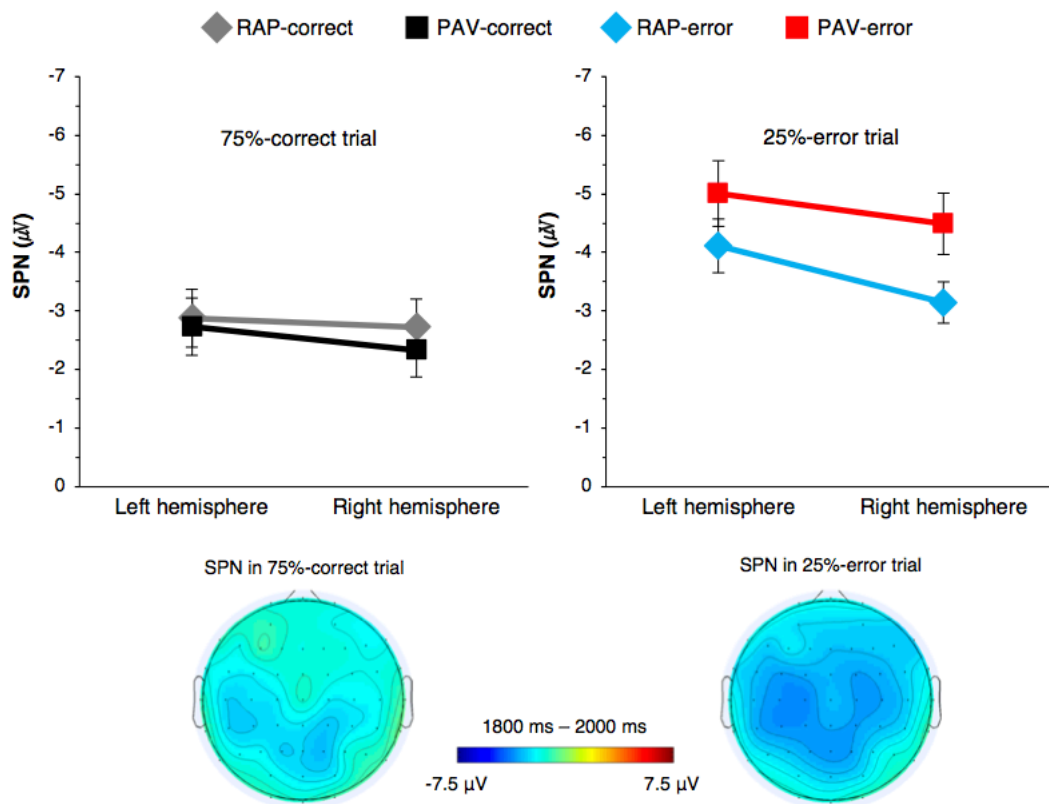 RAP-correct PAV-correct RAP-error PAV-error
-7
-6
-5
-4
-3
-2
-1
0
SPN (µV)
75%-correct trial
Left hemisphere Right hemisphere
-7
-6
-5
-4
-3
-2
-1
0
SPN (µV)
25%-error trial
Left hemisphere Right hemisphere
SPN in 75%-correct trial
SPN in 25%-error trial
1800 ms – 2000 ms
-7.5 µV 7.5 µV